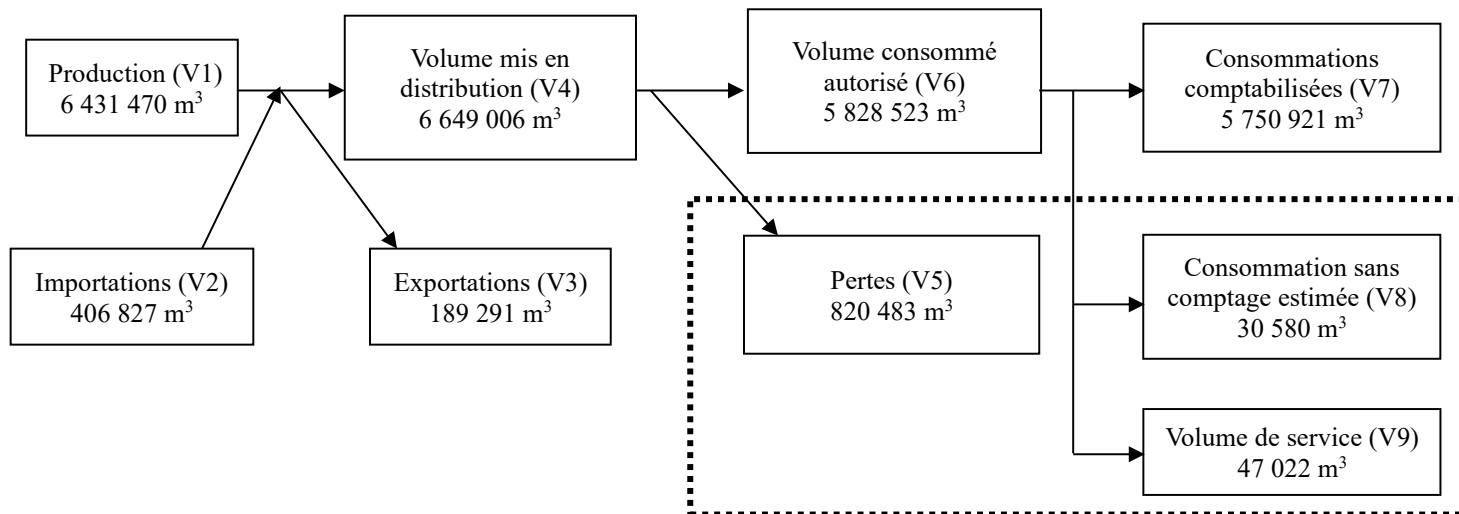 Production (V1)
6 431 470 m³
Volume mis en
distribution (V4)
6 649 006 m³
Volume consommé
autorisé (V6)
5 828 523 m³
Consommations
comptabilisées (V7)
5 750 921 m³
Importations (V2)
406 827 m³
Exportations (V3)
189 291 m³
Pertes (V5)
820 483 m³
Consommation sans
comptage estimée (V8)
30 580 m³
Volume de service (V9)
47 022 m³